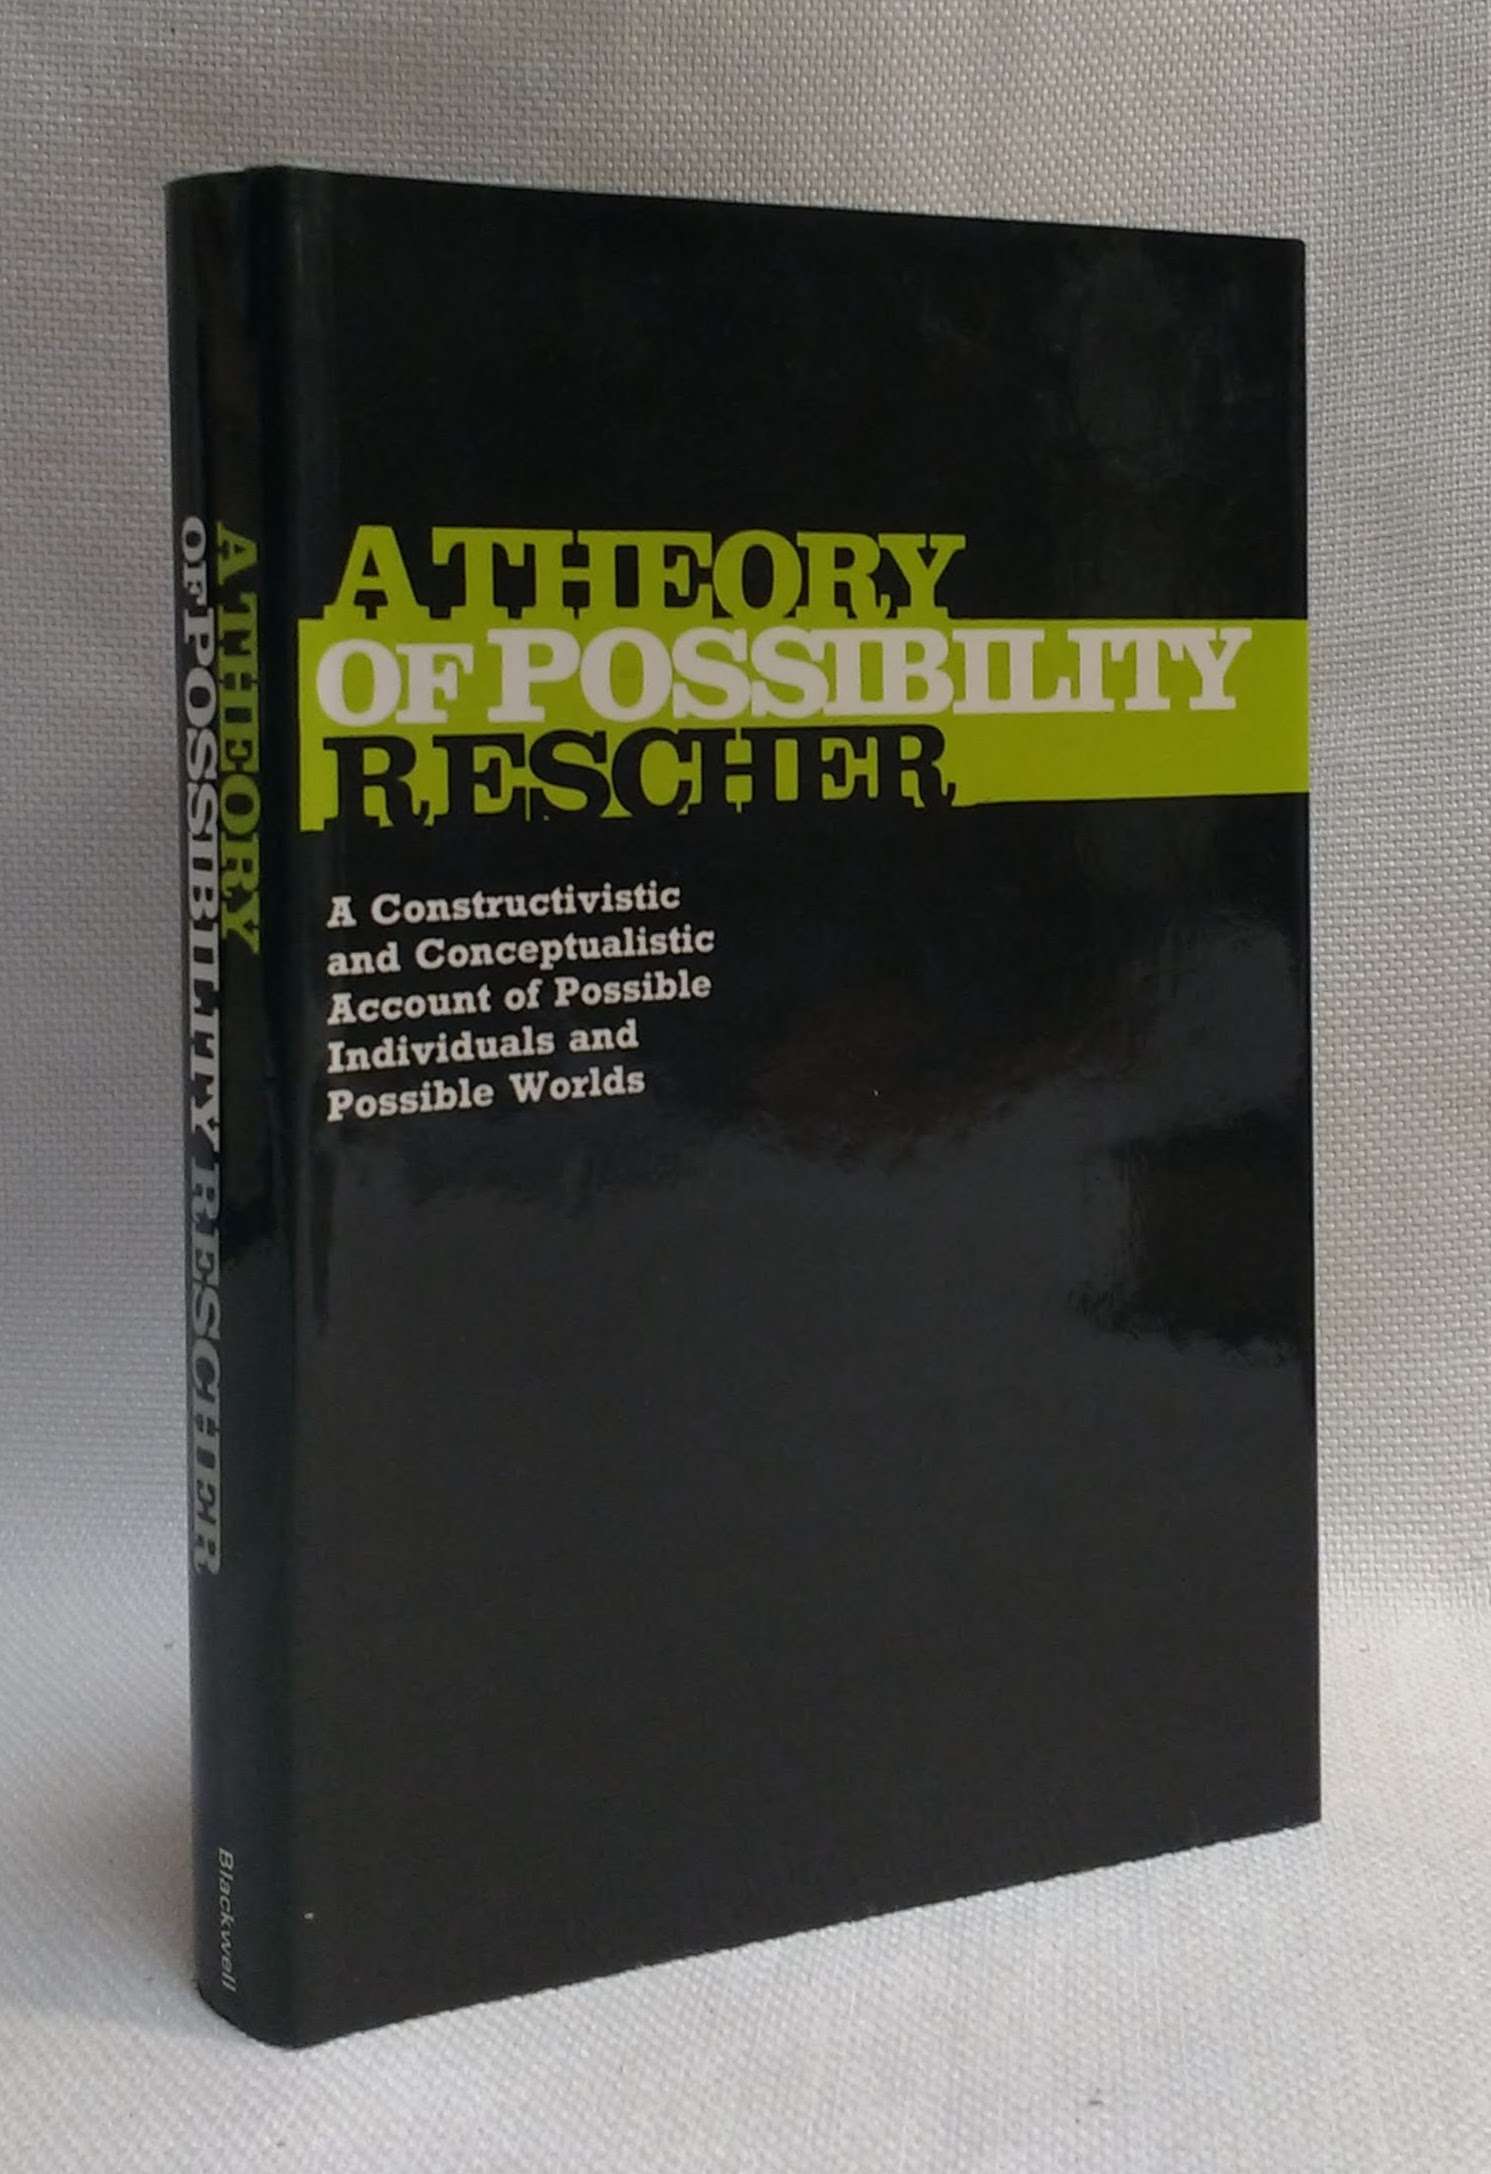 A THEORY
OF POSSIBILITY
RESCHER
A Constructivistic
and Conceptualistic
Account of Possible
Individuals and
Possible Worlds
A THEORY
OF POSSIBILITY RESCHER
Blackwell